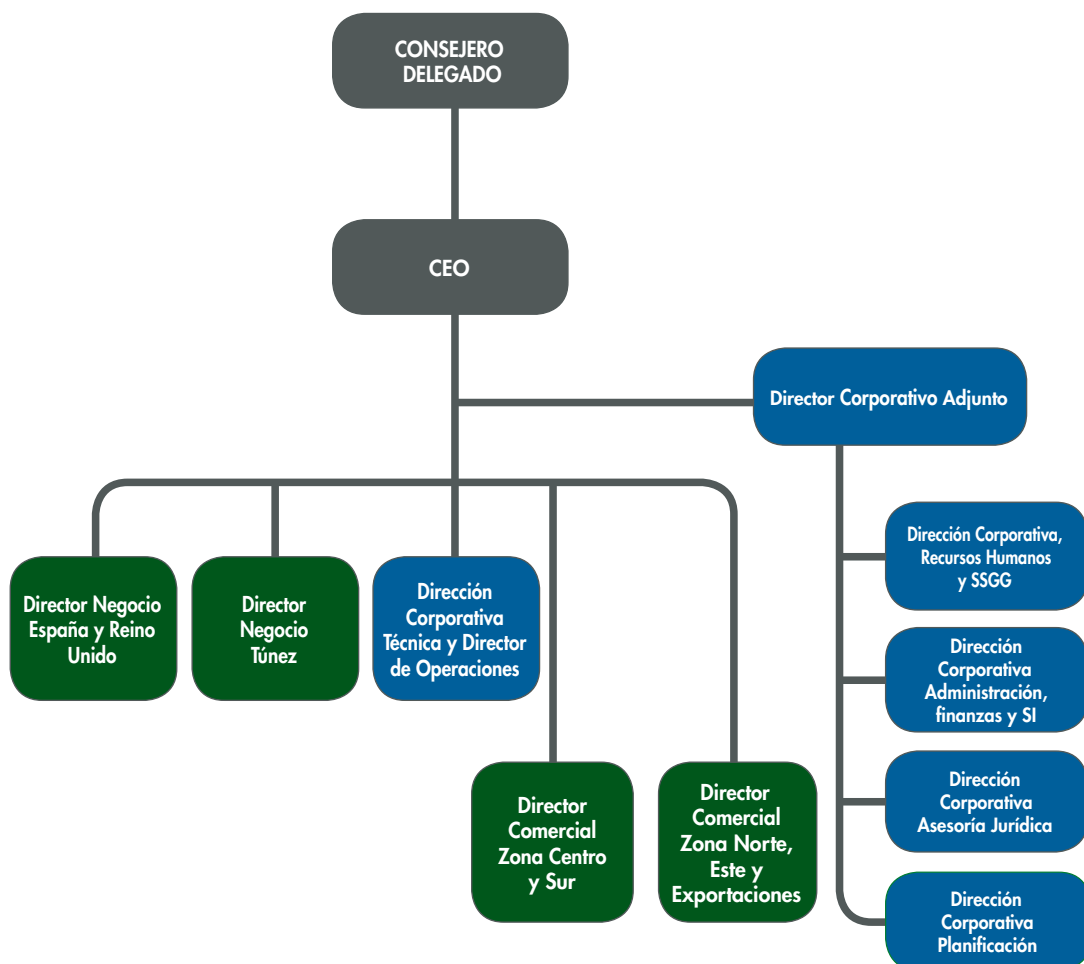 CONSEJERO
DELEGADO
CEO
Director Corporativo Adjunto
Director Negocio
España y Reino
Unido
Director
Negocio
Túnez
Dirección
Corporativa
Técnica y Director
de Operaciones
Dirección Corporativa,
Recursos Humanos
y SSGG
Dirección
Corporativa
Administración,
finanzas y SI
Director
Comercial
Zona Centro
y Sur
Director
Comercial
Zona Norte,
Este y
Exportaciones
Dirección
Corporativa
Asesoría Jurídica
Dirección
Corporativa
Planificación